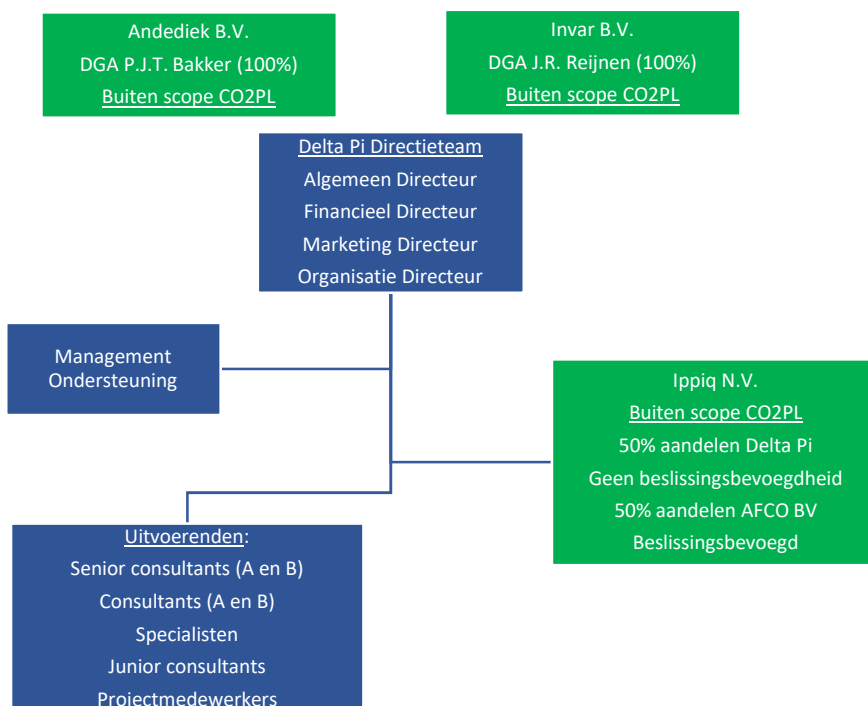 Andediek B.V.
DGA P.J.T. Bakker (100%)
Buiten scope CO2PL
Invar B.V.
DGA J.R. Reijnen (100%)
Buiten scope CO2PL
Delta Pi Directieteam
Algemeen Directeur
Financieel Directeur
Marketing Directeur
Organisatie Directeur
Management
Ondersteuning
Ippiq N.V.
Buiten scope CO2PL
50% aandelen Delta Pi
Geen beslissingsbevoegdheid
50% aandelen AFCO BV
Beslissingsbevoegd
Uitvoerenden:
Senior consultants (A en B)
Consultants (A en B)
Specialisten
Junior consultants
Projectmedewerkers